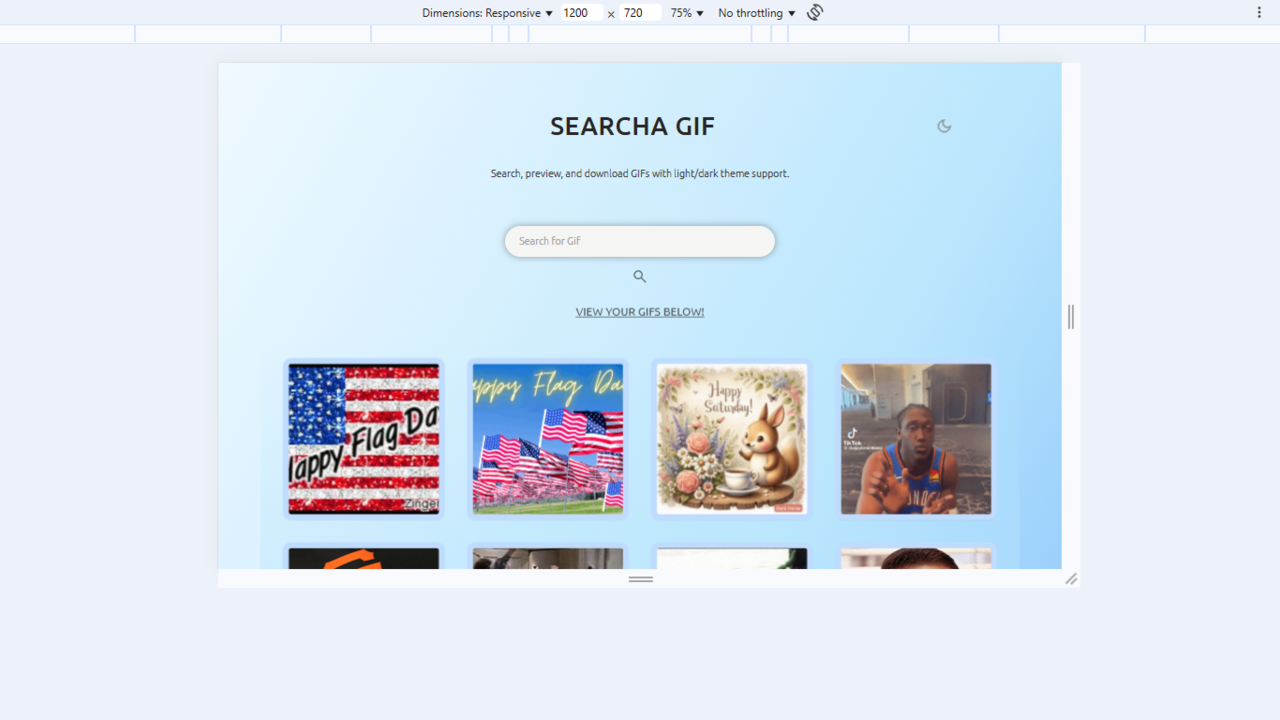 Dimensions: Responsive 1200 x 720 75% No throttling
SEARCHA GIF
Search, preview, and download GIFs with light/dark theme support.
Search for Gif
VIEW YOUR GIFS BELOW!
Happy Flag Da
Zinge
appy Flag Da
Happy
Saturday!
TikTok